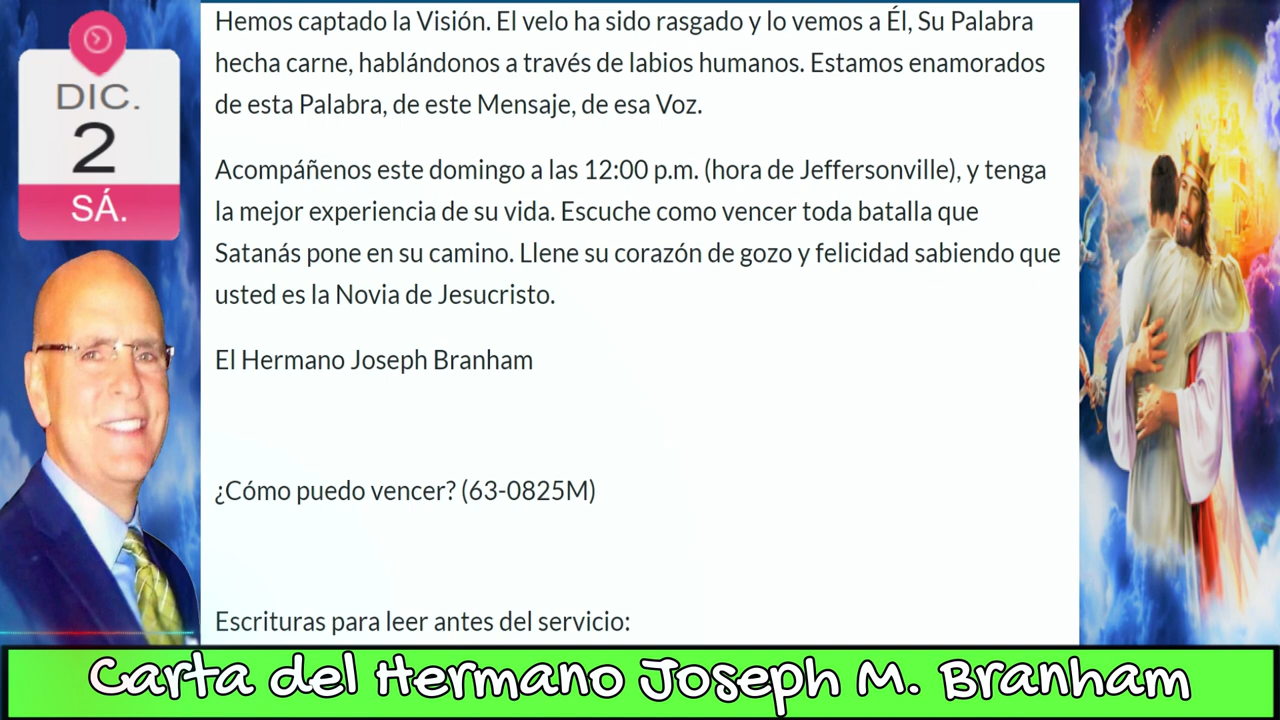 DIC.
2
SÁ.
Hemos captado la Visión. El velo ha sido rasgado y lo vemos a Él, Su Palabra
hecha carne, hablándonos a través de labios humanos. Estamos enamorados
de esta Palabra, de este Mensaje, de esa Voz.
Acompáñenos este domingo a las 12:00 p.m. (hora de Jeffersonville), y tenga
la mejor experiencia de su vida. Escuche como vencer toda batalla que
Satanás pone en su camino. Llene su corazón de gozo y felicidad sabiendo que
usted es la Novia de Jesucristo.
El Hermano Joseph Branham
¿Cómo puedo vencer? (63-0825M)
Escrituras para leer antes del servicio:
Carta del Hermano Joseph M. Branham